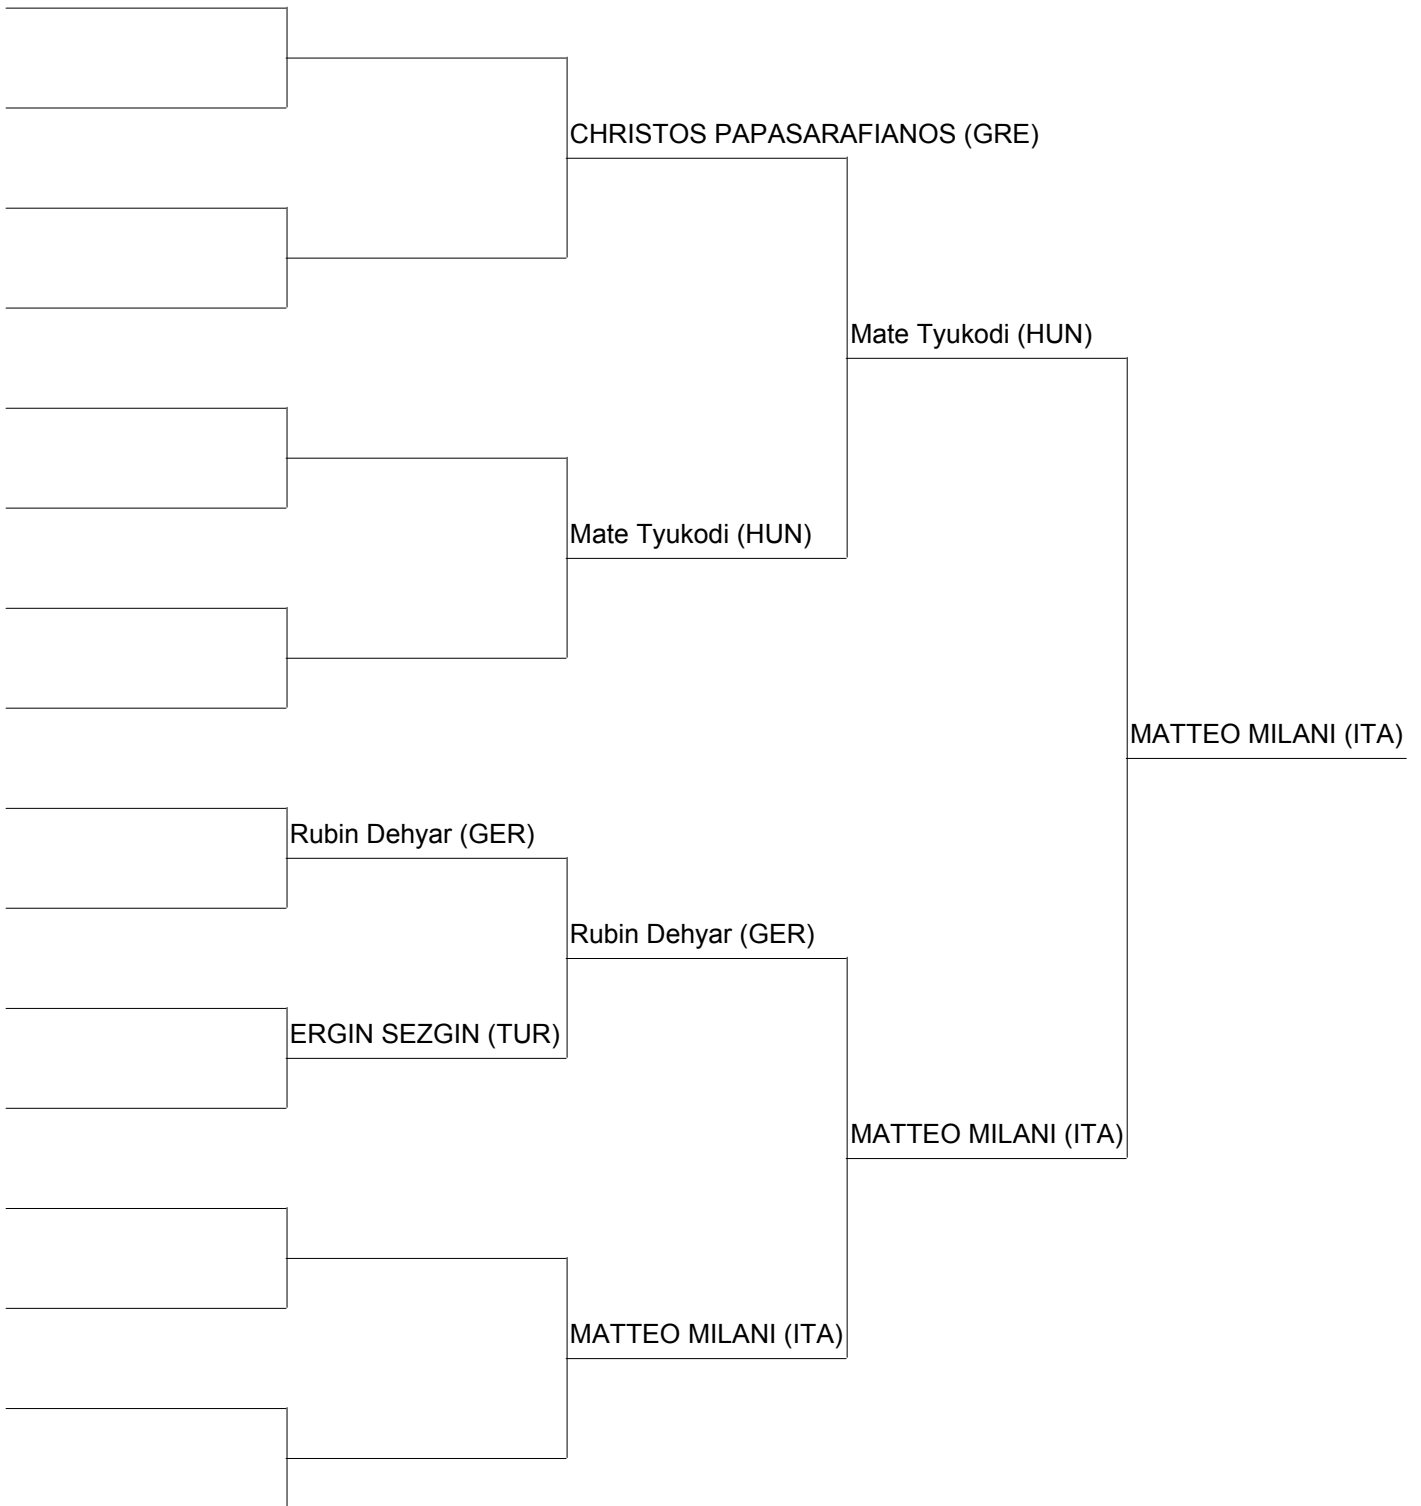 CHRISTOS PAPASARAFIANOS (GRE)
Mate Tyukodi (HUN)
Mate Tyukodi (HUN)
MATTEO MILANI (ITA)
Rubin Dehyar (GER)
Rubin Dehyar (GER)
ERGIN SEZGIN (TUR)
MATTEO MILANI (ITA)
MATTEO MILANI (ITA)